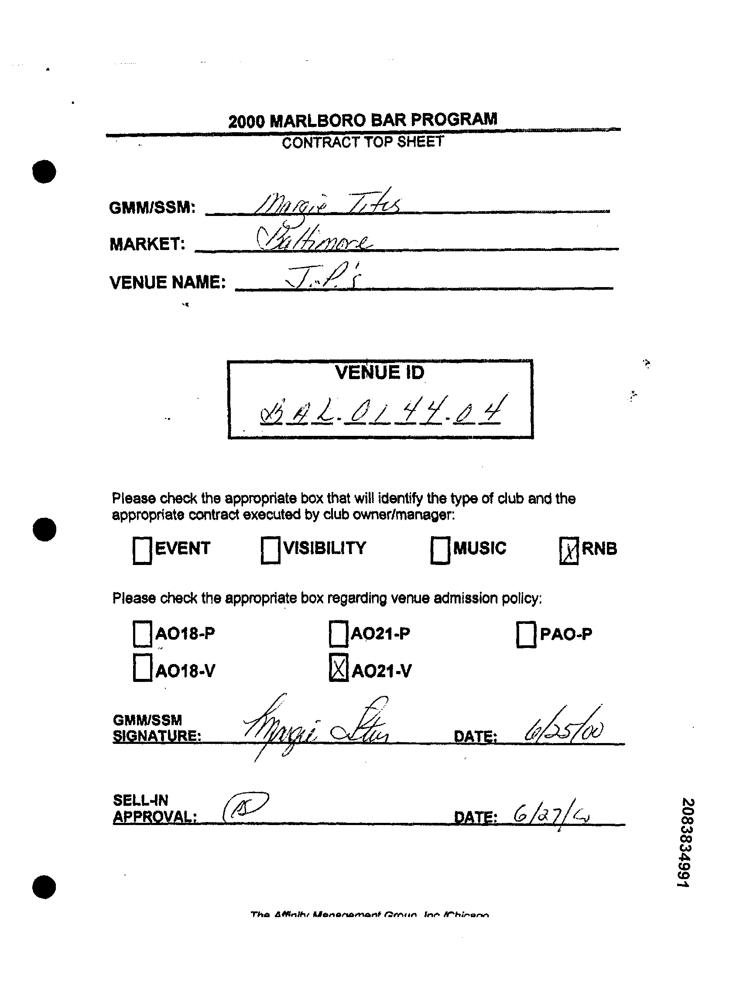 2000 MARLBORO BAR PROGRAM
CONTRACT TOP SHEET
GMM/SSM: Margie Titus
MARKET: Baltimore
VENUE NAME: J.P.'s
VENUE ID
BAL.0144.04
Please check the appropriate box that will identify the type of club and the
appropriate contract executed by club owner/manager:
EVENT VISIBILITY MUSIC X RNB
Please check the appropriate box regarding venue admission policy:
AO18-P AO21-P PAO-P
AO18-V X AO21-V
GMM/SSM
SIGNATURE: Margie Titus DATE: 6/25/00
SELL-IN
APPROVAL: DATE: 6/27/
2083834991
The Affinity Management Group, Inc./Chicago